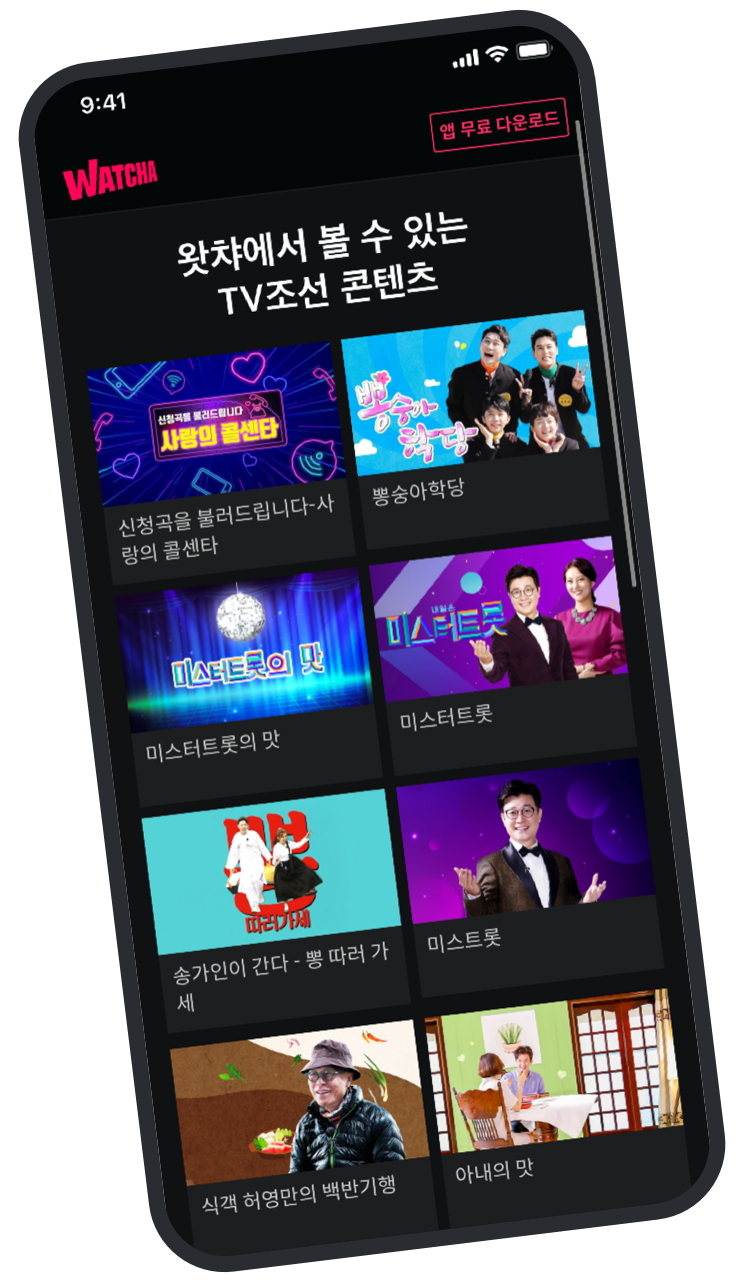 9:41
WATCHA
앱 무료 다운로드
왓챠에서 볼 수 있는
TV조선 콘텐츠
신청곡을 불러드립니다
사랑의 콜센타
뽕숭아
학당
신청곡을 불러드립니다-사
랑의 콜센타
뽕숭아학당
미스터트롯의 맛
내일은
미스터트롯
미스터트롯의 맛
미스터트롯
뽕
따러가세
송가인이 간다 - 뽕 따러 가
세
미스트롯
식객 허영만의 백반기행
아내의 맛